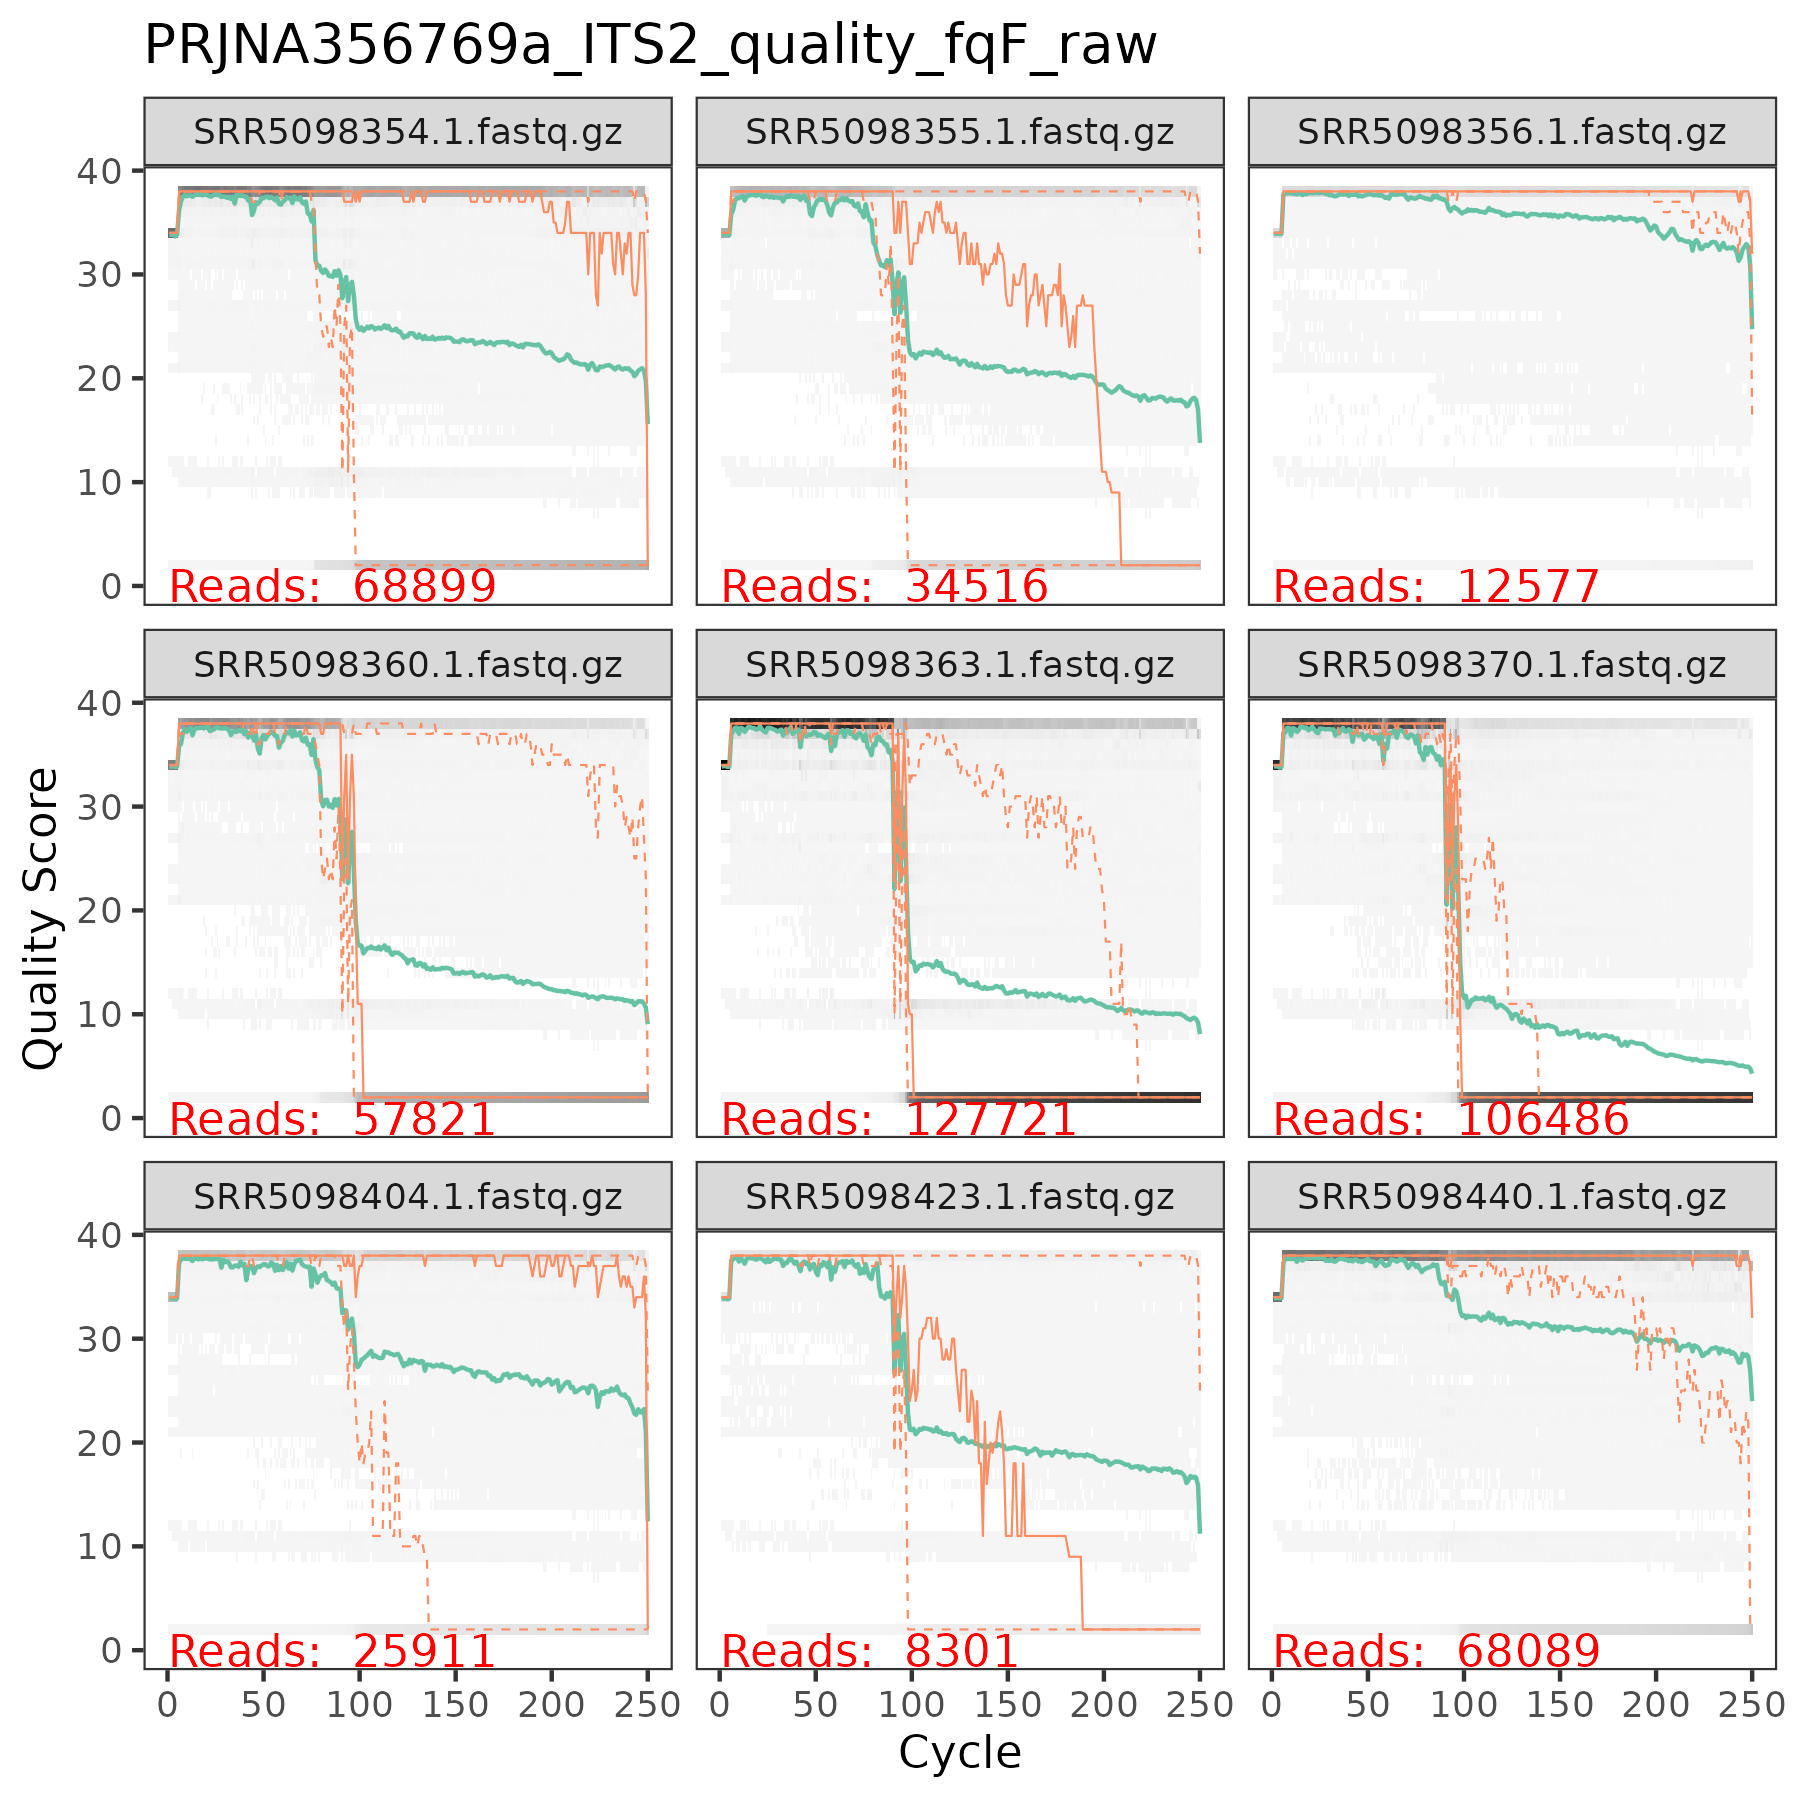 PRJNA356769a_ITS2_quality_fqF_raw
SRR5098354.1.fastq.gz SRR5098355.1.fastq.gz SRR5098356.1.fastq.gz
40
30
20
10
0
Reads: 68899 Reads: 34516 Reads: 12577
SRR5098360.1.fastq.gz SRR5098363.1.fastq.gz SRR5098370.1.fastq.gz
40
30
20
10
0
Quality Score
Reads: 57821 Reads: 127721 Reads: 106486
SRR5098404.1.fastq.gz SRR5098423.1.fastq.gz SRR5098440.1.fastq.gz
40
30
20
10
0
Reads: 25911 Reads: 8301 Reads: 68089
0 50 100 150 200 250 0 50 100 150 200 250 0 50 100 150 200 250
Cycle